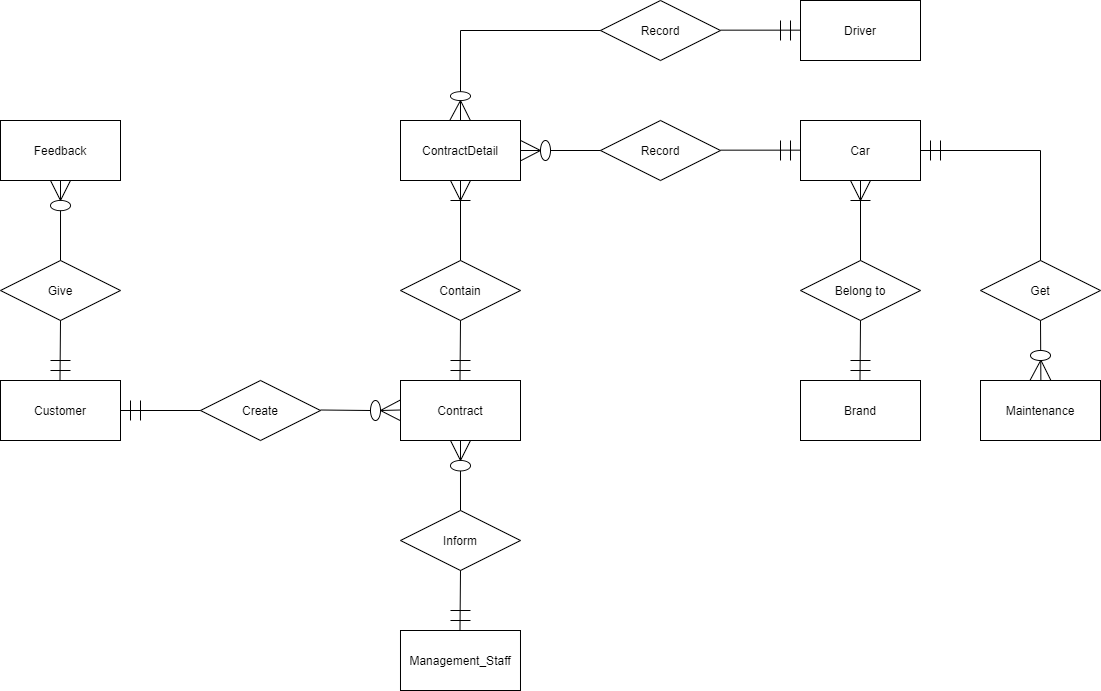 Record
Driver
Feedback
ContractDetail
Record
Car
Give
Contain
Belong to
Get
Customer
Create
Contract
Brand
Maintenance
Inform
Management_Staff